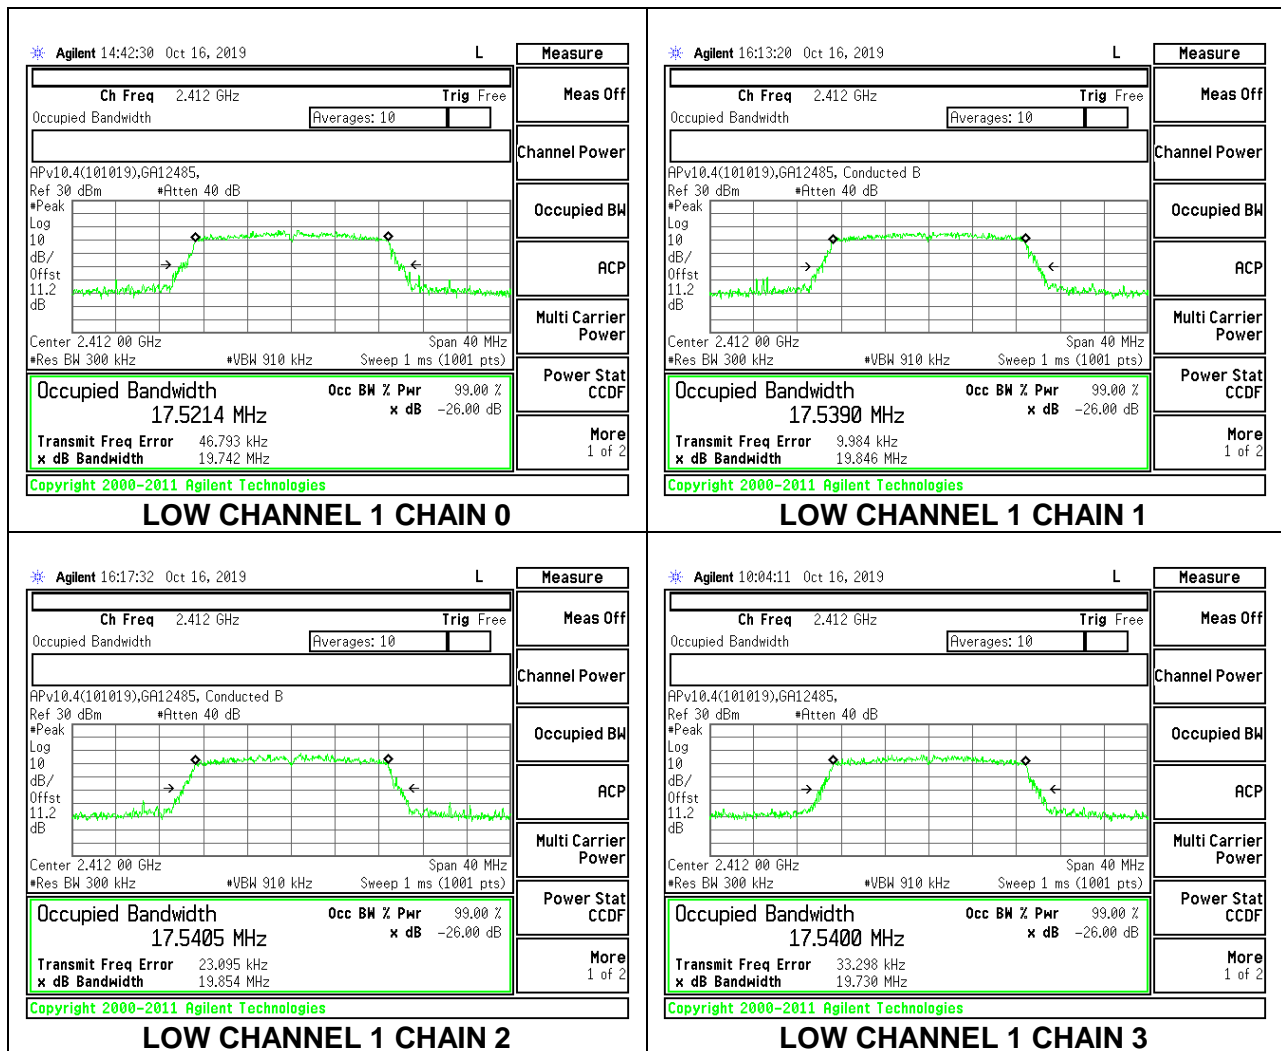 Agilent 14:42:30 Oct 16, 2019 L Measure
Ch Freq 2.412 GHz Trig Free
Occupied Bandwidth Averages: 10
APv10.4(101019),GA12485,
Ref 30 dBm #Atten 40 dB
#Peak
Log
10
dB/
Offst
11.2
dB
Center 2.412 00 GHz Span 40 MHz
#Res BW 300 kHz #VBW 910 kHz Sweep 1 ms (1001 pts)
Occupied Bandwidth Occ BW % Pwr 99.00 %
17.5214 MHz x dB -26.00 dB
Transmit Freq Error 46.793 kHz
x dB Bandwidth 19.742 MHz
Copyright 2000-2011 Agilent Technologies
Meas Off
Channel Power
Occupied BW
ACP
Multi Carrier
Power
Power Stat
CCDF
More
1 of 2
LOW CHANNEL 1 CHAIN 0
Agilent 16:13:20 Oct 16, 2019 L Measure
Ch Freq 2.412 GHz Trig Free
Occupied Bandwidth Averages: 10
APv10.4(101019),GA12485, Conducted B
Ref 30 dBm #Atten 40 dB
#Peak
Log
10
dB/
Offst
11.2
dB
Center 2.412 00 GHz Span 40 MHz
#Res BW 300 kHz #VBW 910 kHz Sweep 1 ms (1001 pts)
Occupied Bandwidth Occ BW % Pwr 99.00 %
17.5390 MHz x dB -26.00 dB
Transmit Freq Error 9.984 kHz
x dB Bandwidth 19.846 MHz
Copyright 2000-2011 Agilent Technologies
Meas Off
Channel Power
Occupied BW
ACP
Multi Carrier
Power
Power Stat
CCDF
More
1 of 2
LOW CHANNEL 1 CHAIN 1
Agilent 16:17:32 Oct 16, 2019 L Measure
Ch Freq 2.412 GHz Trig Free
Occupied Bandwidth Averages: 10
APv10.4(101019),GA12485, Conducted B
Ref 30 dBm #Atten 40 dB
#Peak
Log
10
dB/
Offst
11.2
dB
Center 2.412 00 GHz Span 40 MHz
#Res BW 300 kHz #VBW 910 kHz Sweep 1 ms (1001 pts)
Occupied Bandwidth Occ BW % Pwr 99.00 %
17.5405 MHz x dB -26.00 dB
Transmit Freq Error 23.095 kHz
x dB Bandwidth 19.854 MHz
Copyright 2000-2011 Agilent Technologies
Meas Off
Channel Power
Occupied BW
ACP
Multi Carrier
Power
Power Stat
CCDF
More
1 of 2
LOW CHANNEL 1 CHAIN 2
Agilent 10:04:11 Oct 16, 2019 L Measure
Ch Freq 2.412 GHz Trig Free
Occupied Bandwidth Averages: 10
APv10.4(101019),GA12485,
Ref 30 dBm #Atten 40 dB
#Peak
Log
10
dB/
Offst
11.2
dB
Center 2.412 00 GHz Span 40 MHz
#Res BW 300 kHz #VBW 910 kHz Sweep 1 ms (1001 pts)
Occupied Bandwidth Occ BW % Pwr 99.00 %
17.5400 MHz x dB -26.00 dB
Transmit Freq Error 33.298 kHz
x dB Bandwidth 19.730 MHz
Copyright 2000-2011 Agilent Technologies
Meas Off
Channel Power
Occupied BW
ACP
Multi Carrier
Power
Power Stat
CCDF
More
1 of 2
LOW CHANNEL 1 CHAIN 3